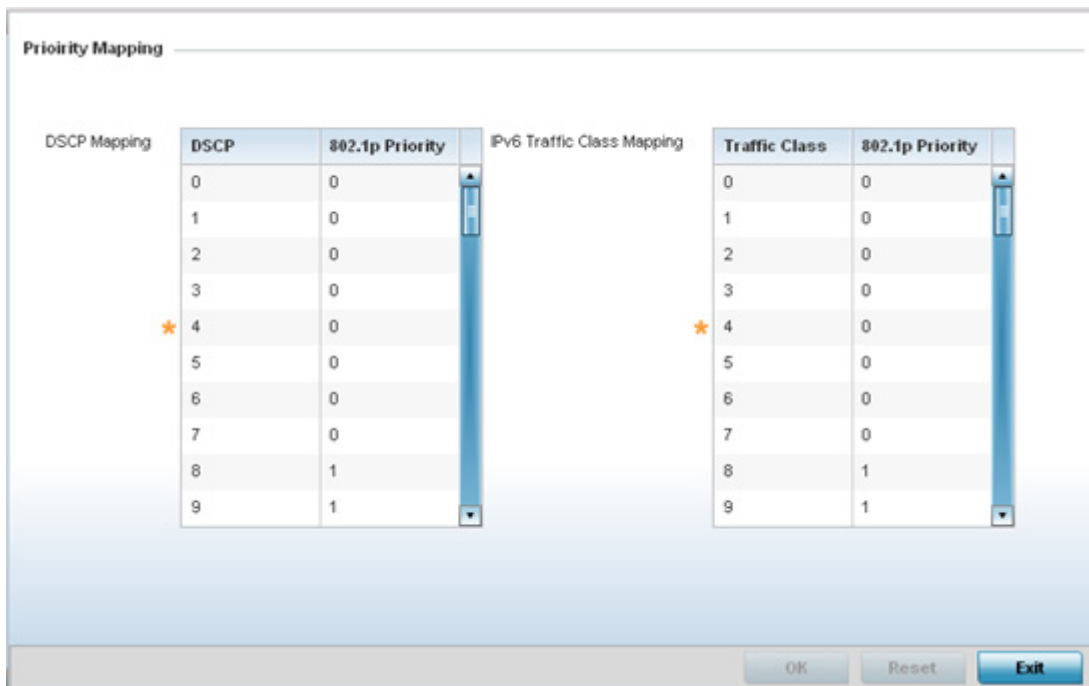 Prioirity Mapping
DSCP Mapping
DSCP 802.1p Priority
0 0
1 0
2 0
3 0
* 4 0
5 0
6 0
7 0
8 1
9 1
IPv6 Traffic Class Mapping
Traffic Class 802.1p Priority
0 0
1 0
2 0
3 0
* 4 0
5 0
6 0
7 0
8 1
9 1
OK Reset Exit